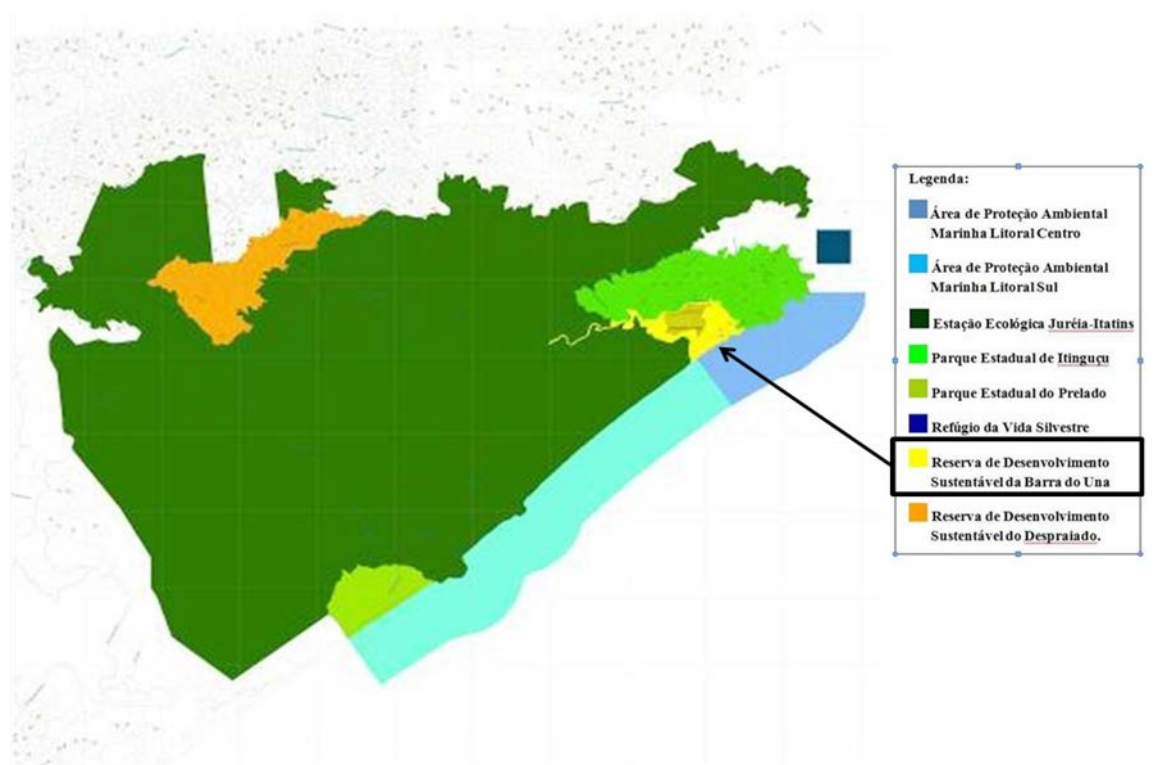 Legenda:
Área de Proteção Ambiental
Marinha Litoral Centro
Área de Proteção Ambiental
Marinha Litoral Sul
Estação Ecológica Juréia-Itatins
Parque Estadual de Itinguçu
Parque Estadual do Prelado
Refúgio da Vida Silvestre
Reserva de Desenvolvimento
Sustentável da Barra do Una
Reserva de Desenvolvimento
Sustentável do Despraiado.